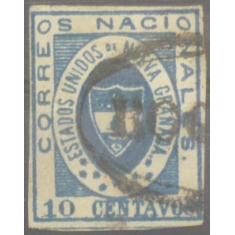 CORREOS NACIONALES.
ESTADOS UNIDOS DE NUEVA GRANADA.
10 CENTAVOS